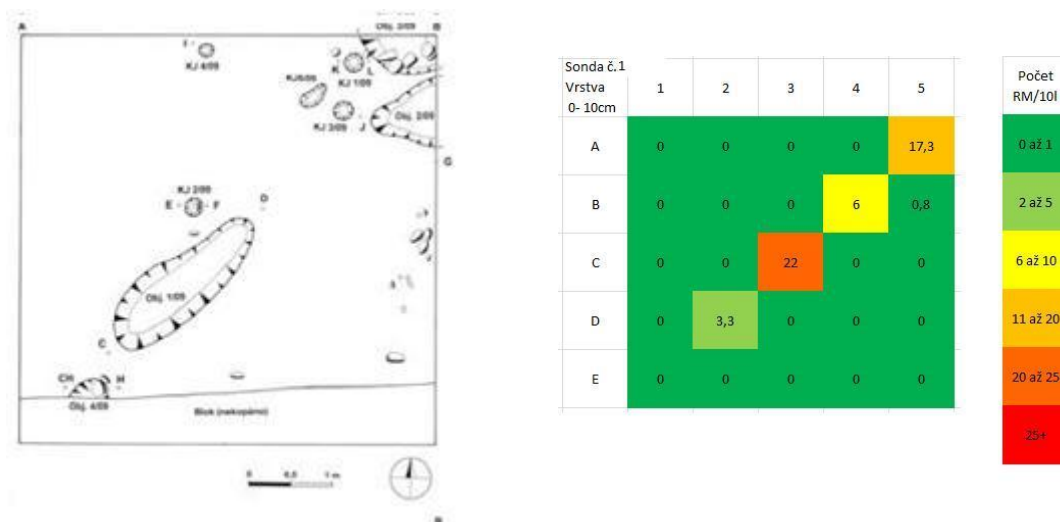 A
B
Obj. 3/09
I
KJ 4/09
K
L
KJ 1/09
KJ5/09
KJ 3/09
J
Obj. 2/09
G
KJ 2/09
E
F
D
Obj. 1/09
C
CH
H
Obj. 4/09
Blok (nekopáno)
0 0,5 1 m
Sonda č.1
Vrstva
0- 10cm
1 2 3 4 5
A 0 0 0 0 17,3
B 0 0 0 6 0,8
C 0 0 22 0 0
D 0 3,3 0 0 0
E 0 0 0 0 0
Počet
RM/10l
0 až 1
2 až 5
6 až 10
11 až 20
20 až 25
25+